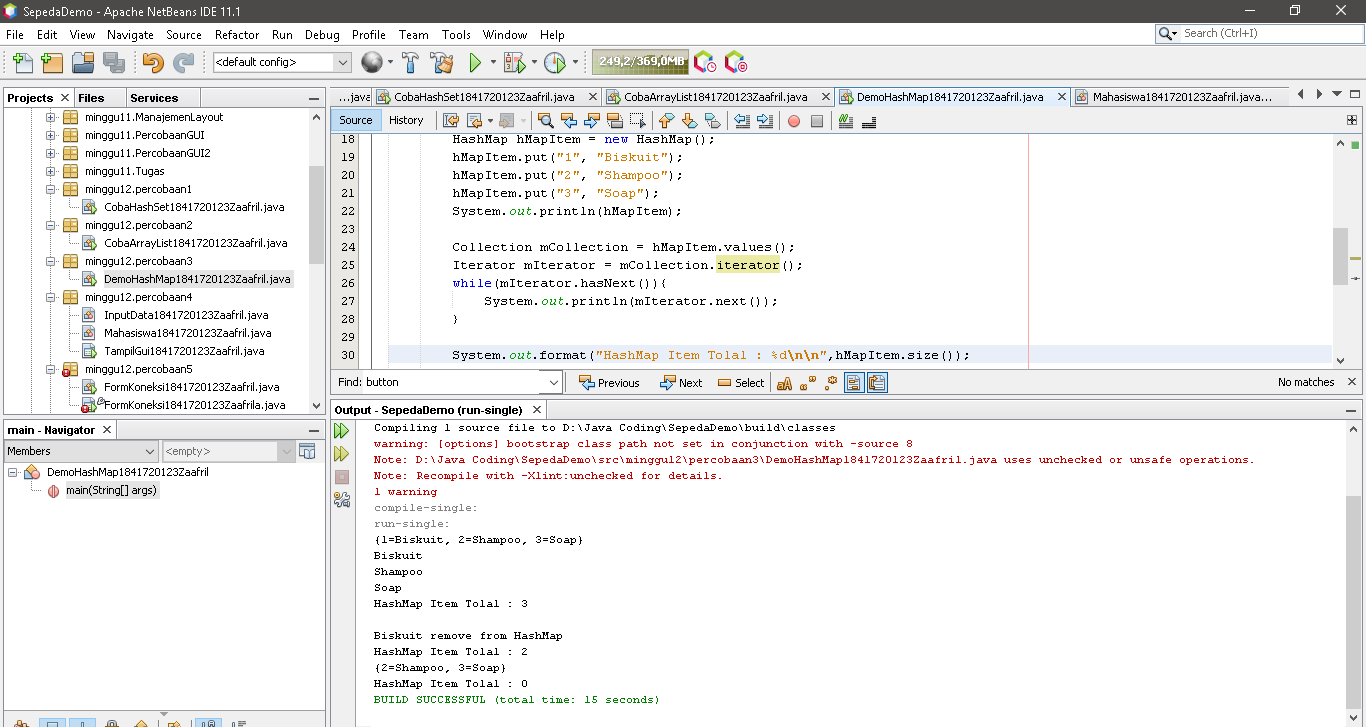 SepedaDemo - Apache NetBeans IDE 11.1
File Edit View Navigate Source Refactor Run Debug Profile Team Tools Window Help
Search (Ctrl+I)
<default config>
249,2/369,0MB
Projects Files Services
minggu11.ManajemenLayout
minggu11.PercobaanGUI
minggu11.PercobaanGUI2
minggu11.Tugas
minggu12.percobaan1
CobaHashSet1841720123Zaafril.java
minggu12.percobaan2
CobaArrayList1841720123Zaafril.java
minggu12.percobaan3
DemoHashMap1841720123Zaafril.java
minggu12.percobaan4
InputData1841720123Zaafril.java
Mahasiswa1841720123Zaafril.java
TampilGui1841720123Zaafril.java
minggu12.percobaan5
FormKoneksi1841720123Zaafril.java
FormKoneksi1841720123Zaafrila.java
main - Navigator
Members <empty>
DemoHashMap1841720123Zaafril
main(String[] args)
...java CobaHashSet1841720123Zaafril.java CobaArrayList1841720123Zaafril.java DemoHashMap1841720123Zaafril.java Mahasiswa1841720123Zaafril.java...
Source History
18 HashMap hMapItem = new HashMap();
19 hMapItem.put("1", "Biskuit");
20 hMapItem.put("2", "Shampoo");
21 hMapItem.put("3", "Soap");
22 System.out.println(hMapItem);
23
24 Collection mCollection = hMapItem.values();
25 Iterator mIterator = mCollection.iterator();
26 while(mIterator.hasNext()){
27 System.out.println(mIterator.next());
28 }
29
30 System.out.format("HashMap Item Tolal : %d\n\n",hMapItem.size());
Find: button Previous Next Select No matches
Output - SepedaDemo (run-single)
Compiling 1 source file to D:\Java Coding\SepedaDemo\build\classes
warning: [options] bootstrap class path not set in conjunction with -source 8
Note: D:\Java Coding\SepedaDemo\src\minggu12\percobaan3\DemoHashMap1841720123Zaafril.java uses unchecked or unsafe operations.
Note: Recompile with -Xlint:unchecked for details.
1 warning
compile-single:
run-single:
{1=Biskuit, 2=Shampoo, 3=Soap}
Biskuit
Shampoo
Soap
HashMap Item Tolal : 3
Biskuit remove from HashMap
HashMap Item Tolal : 2
{2=Shampoo, 3=Soap}
HashMap Item Tolal : 0
BUILD SUCCESSFUL (total time: 15 seconds)